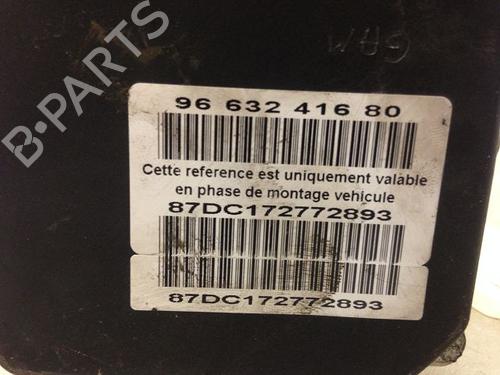 96 632 416 80
Cette reference est uniquement valable
en phase de montage vehicule
87DC172772893
87DC172772893
B-PARTS